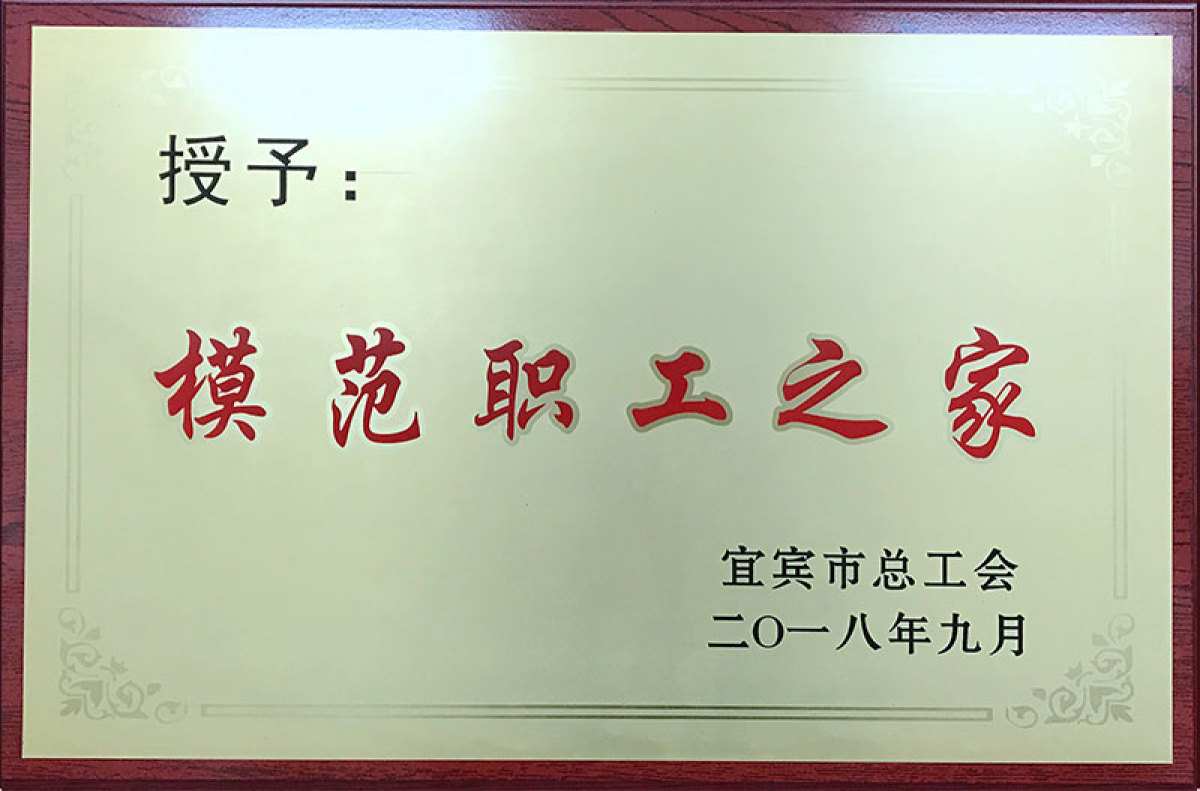 授予：
模范职工之家
宜宾市总工会
二〇一八年九月